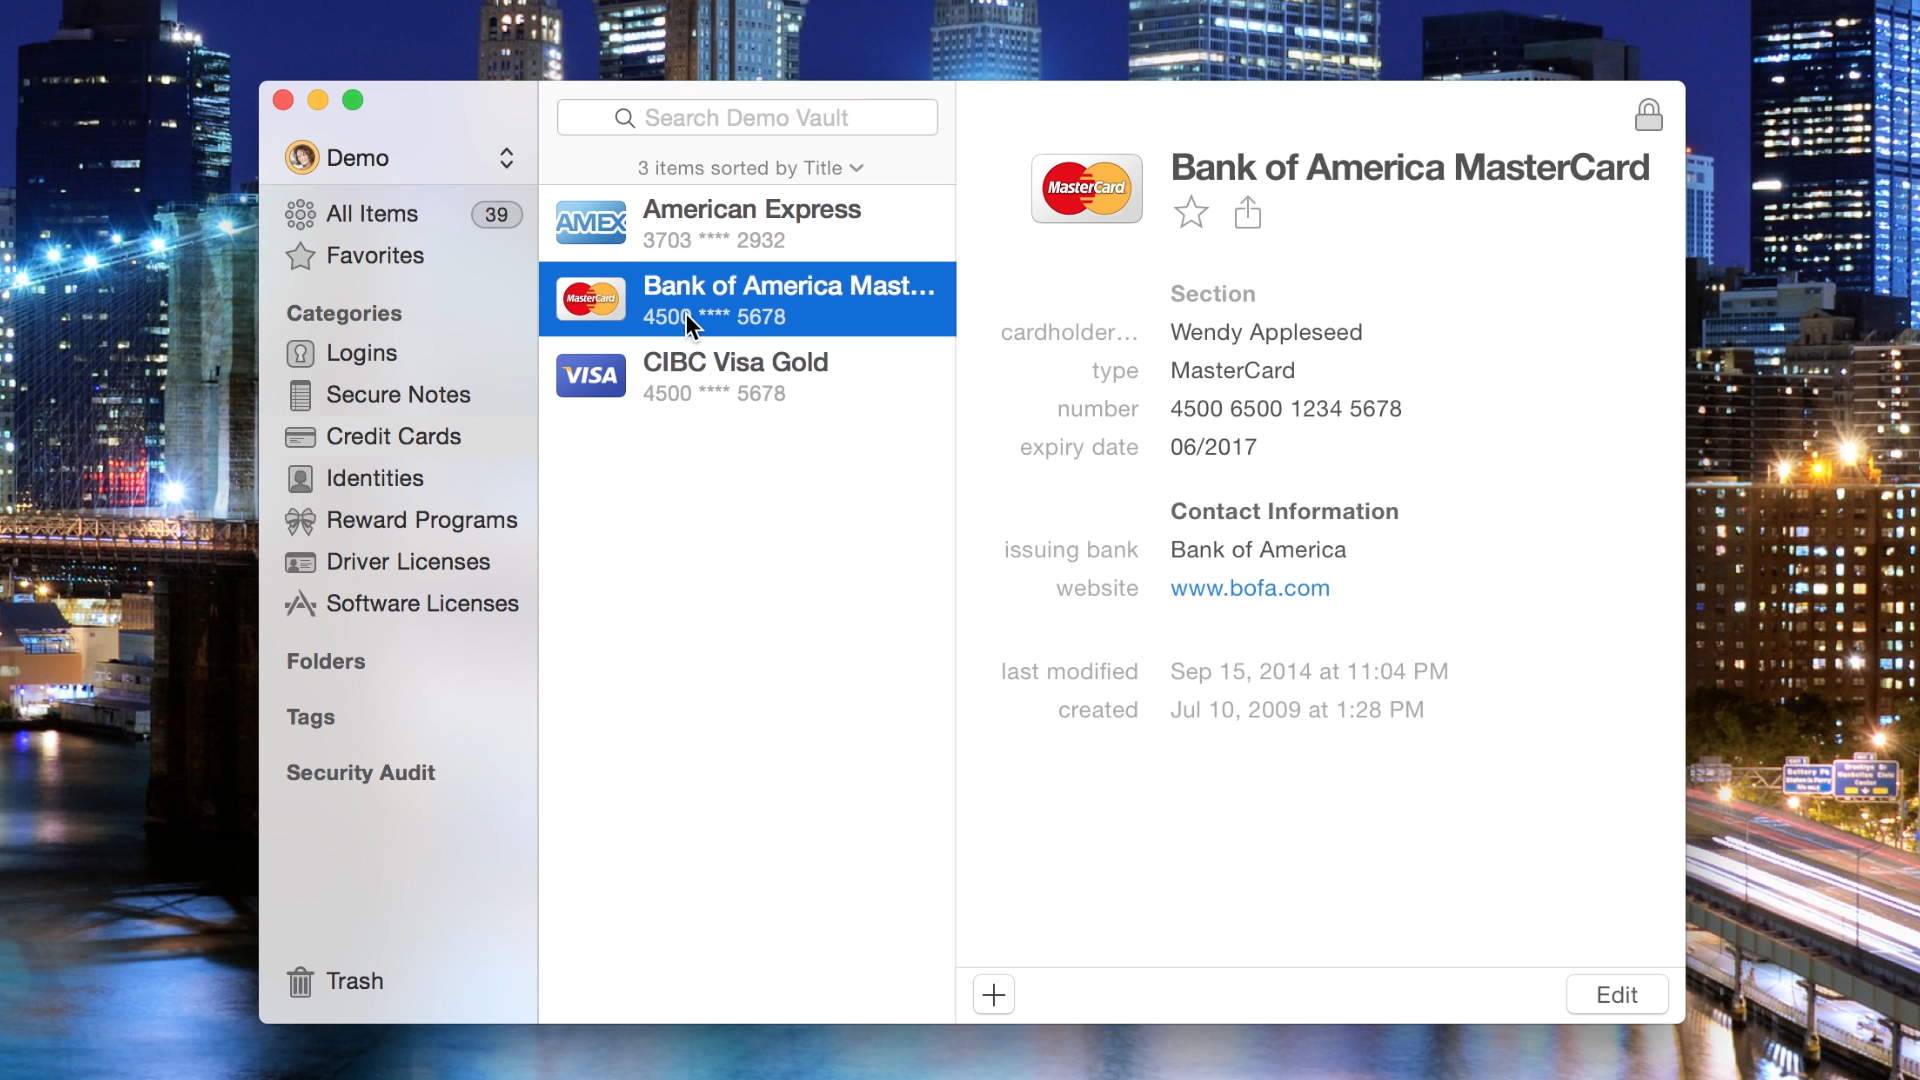 Demo
All Items 39
Favorites
Categories
Logins
Secure Notes
Credit Cards
Identities
Reward Programs
Driver Licenses
Software Licenses
Folders
Tags
Security Audit
Trash
Search Demo Vault
3 items sorted by Title
AMEX
American Express
3703 **** 2932
MasterCard
Bank of America Mast...
4500 **** 5678
VISA
CIBC Visa Gold
4500 **** 5678
MasterCard
Bank of America MasterCard
Section
cardholder... Wendy Appleseed
type MasterCard
number 4500 6500 1234 5678
expiry date 06/2017
Contact Information
issuing bank Bank of America
website www.bofa.com
last modified Sep 15, 2014 at 11:04 PM
created Jul 10, 2009 at 1:28 PM
Edit